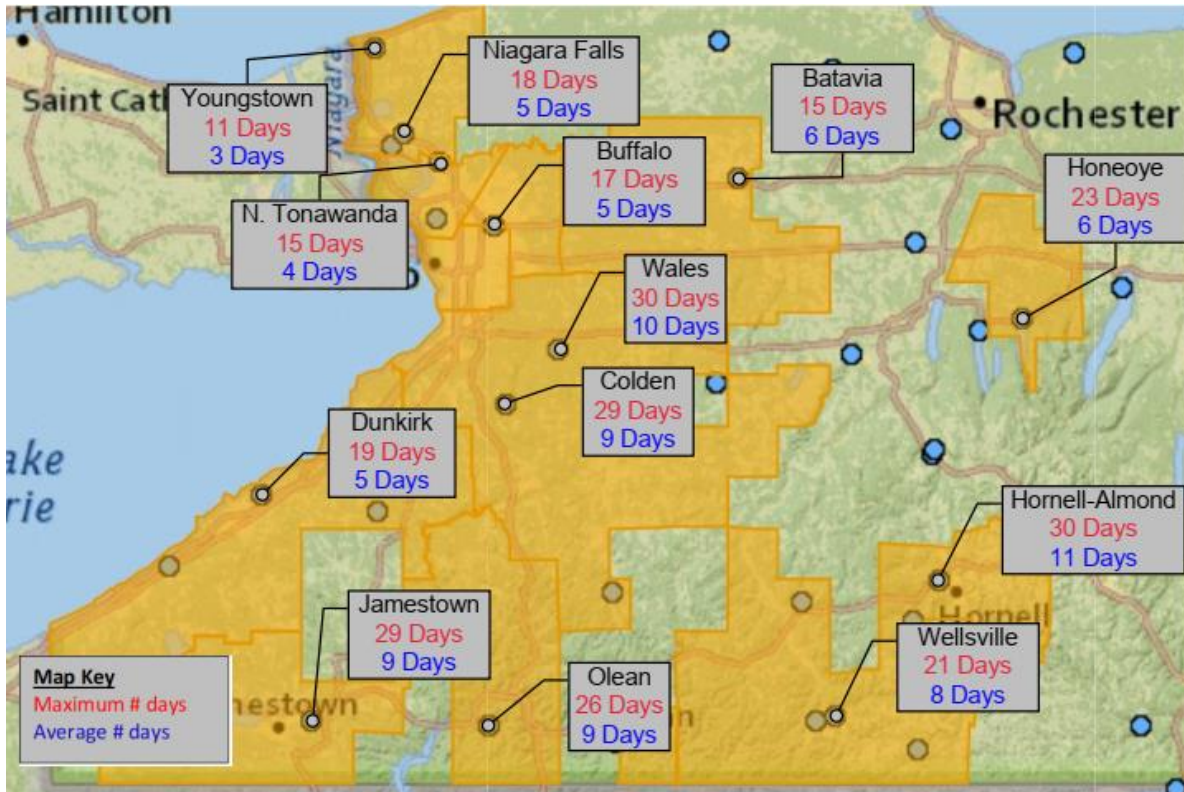 Hamilton
Saint Cat
Niagara
Youngstown
11 Days
3 Days
Niagara Falls
18 Days
5 Days
Batavia
15 Days
6 Days
Rochester
N. Tonawanda
15 Days
4 Days
Buffalo
17 Days
5 Days
Honeoye
23 Days
6 Days
Wales
30 Days
10 Days
Colden
29 Days
9 Days
Dunkirk
19 Days
5 Days
ake
rie
Hornell-Almond
30 Days
11 Days
Hornell
Jamestown
29 Days
9 Days
Olean
26 Days
9 Days
Wellsville
21 Days
8 Days
Map Key
Maximum # days
Average # days
nestown